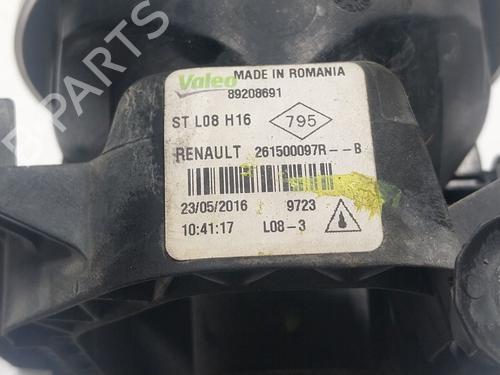 Valeo MADE IN ROMANIA
89208691
ST L08 H16 795
RENAULT 261500097R--B
23/05/2016 9723
10:41:17 L08-3